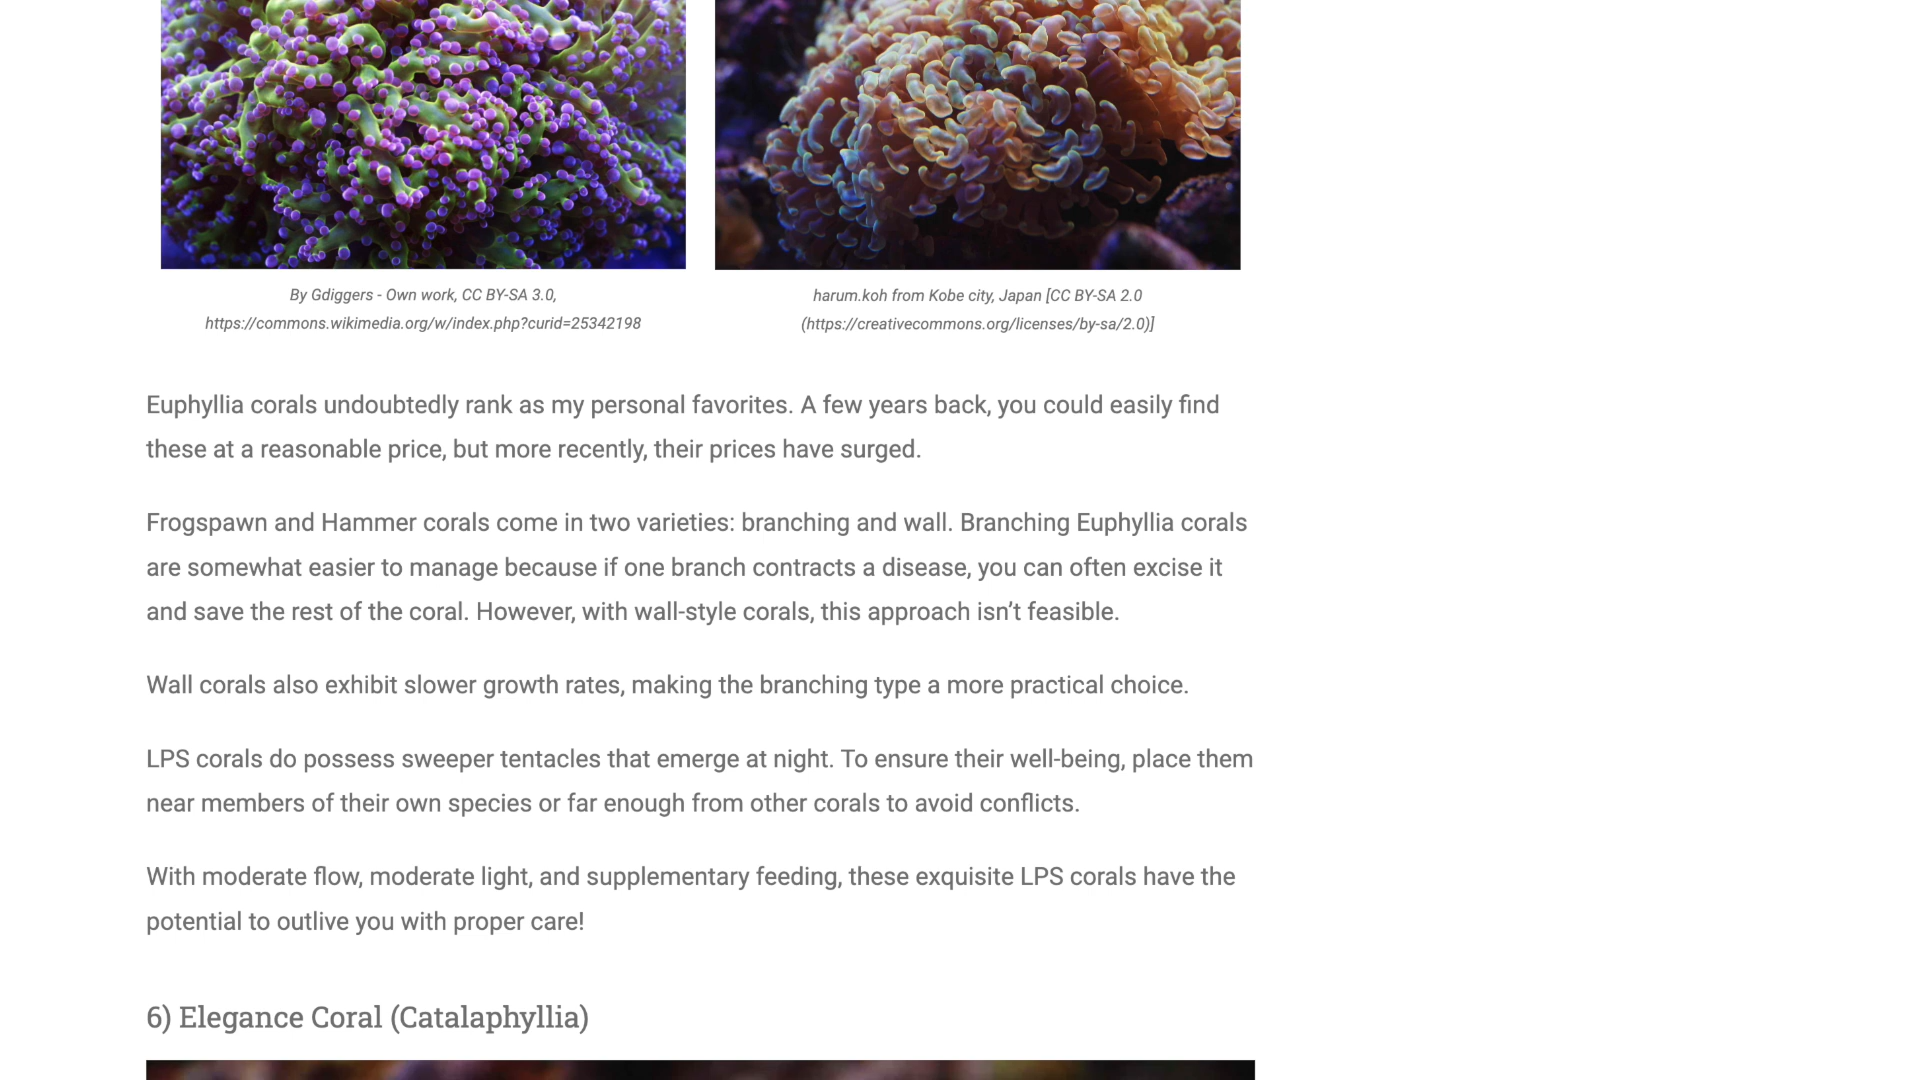 By Gdiggers - Own work, CC BY-SA 3.0,
https://commons.wikimedia.org/w/index.php?curid=25342198
harum.koh from Kobe city, Japan [CC BY-SA 2.0
(https://creativecommons.org/licenses/by-sa/2.0)]
Euphyllia corals undoubtedly rank as my personal favorites. A few years back, you could easily find
these at a reasonable price, but more recently, their prices have surged.
Frogspawn and Hammer corals come in two varieties: branching and wall. Branching Euphyllia corals
are somewhat easier to manage because if one branch contracts a disease, you can often excise it
and save the rest of the coral. However, with wall-style corals, this approach isn’t feasible.
Wall corals also exhibit slower growth rates, making the branching type a more practical choice.
LPS corals do possess sweeper tentacles that emerge at night. To ensure their well-being, place them
near members of their own species or far enough from other corals to avoid conflicts.
With moderate flow, moderate light, and supplementary feeding, these exquisite LPS corals have the
potential to outlive you with proper care!
6) Elegance Coral (Catalaphyllia)